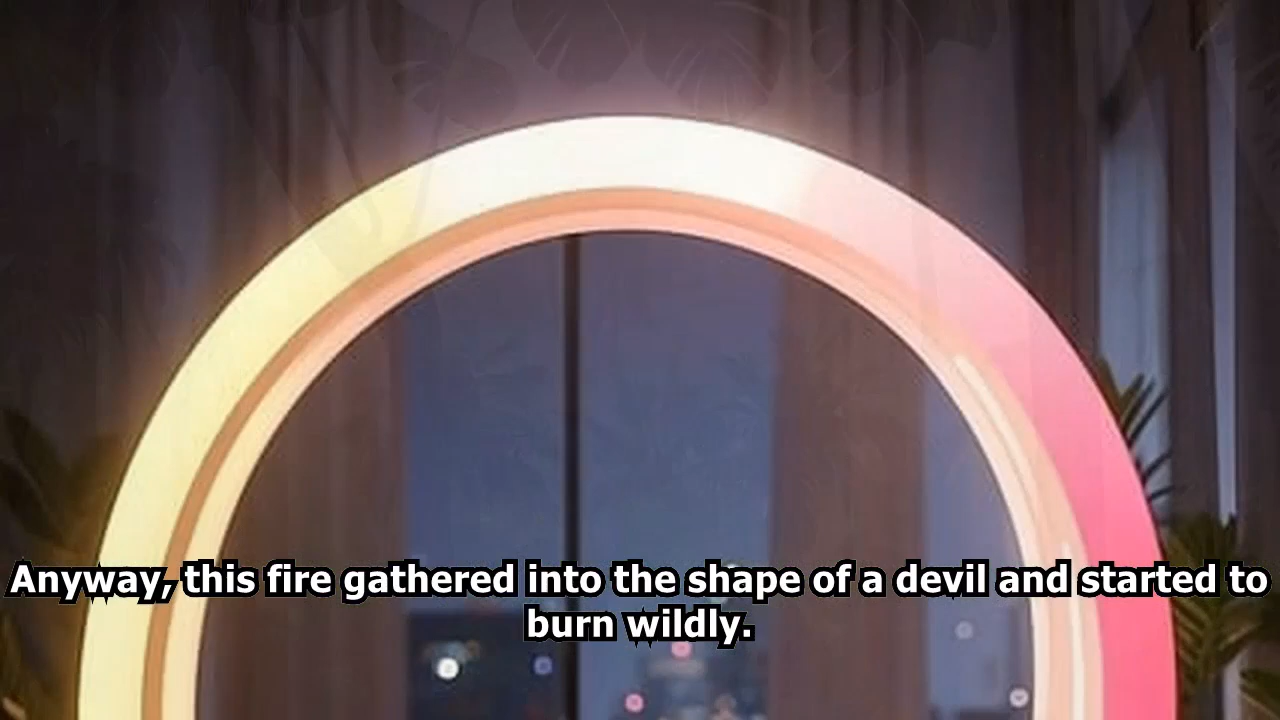 Anyway, this fire gathered into the shape of a devil and started to
burn wildly.